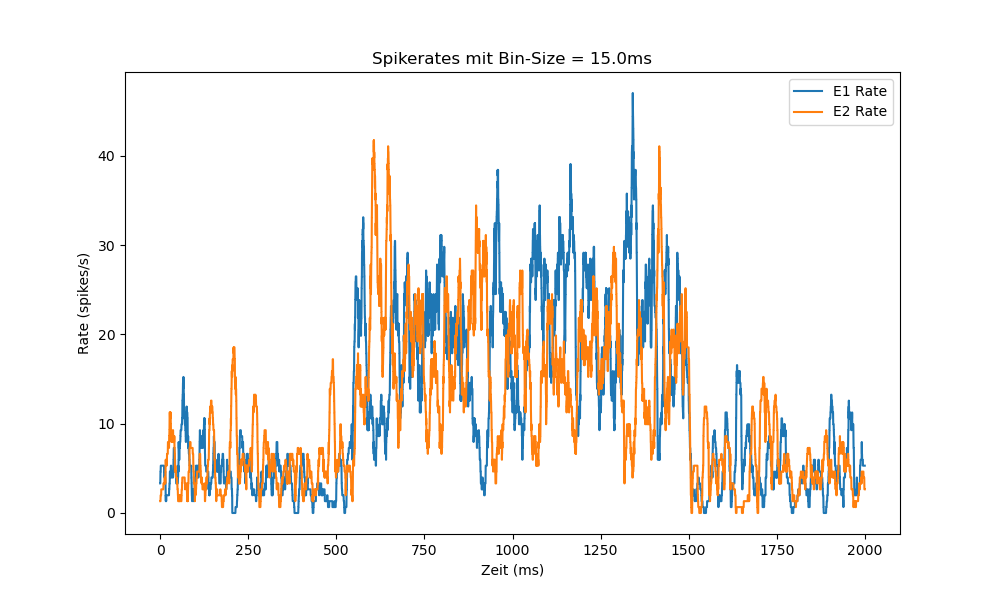 Spikerates mit Bin-Size = 15.0ms
E1 Rate
E2 Rate
Rate (spikes/s)
40
30
20
10
0
0 250 500 750 1000 1250 1500 1750 2000
Zeit (ms)